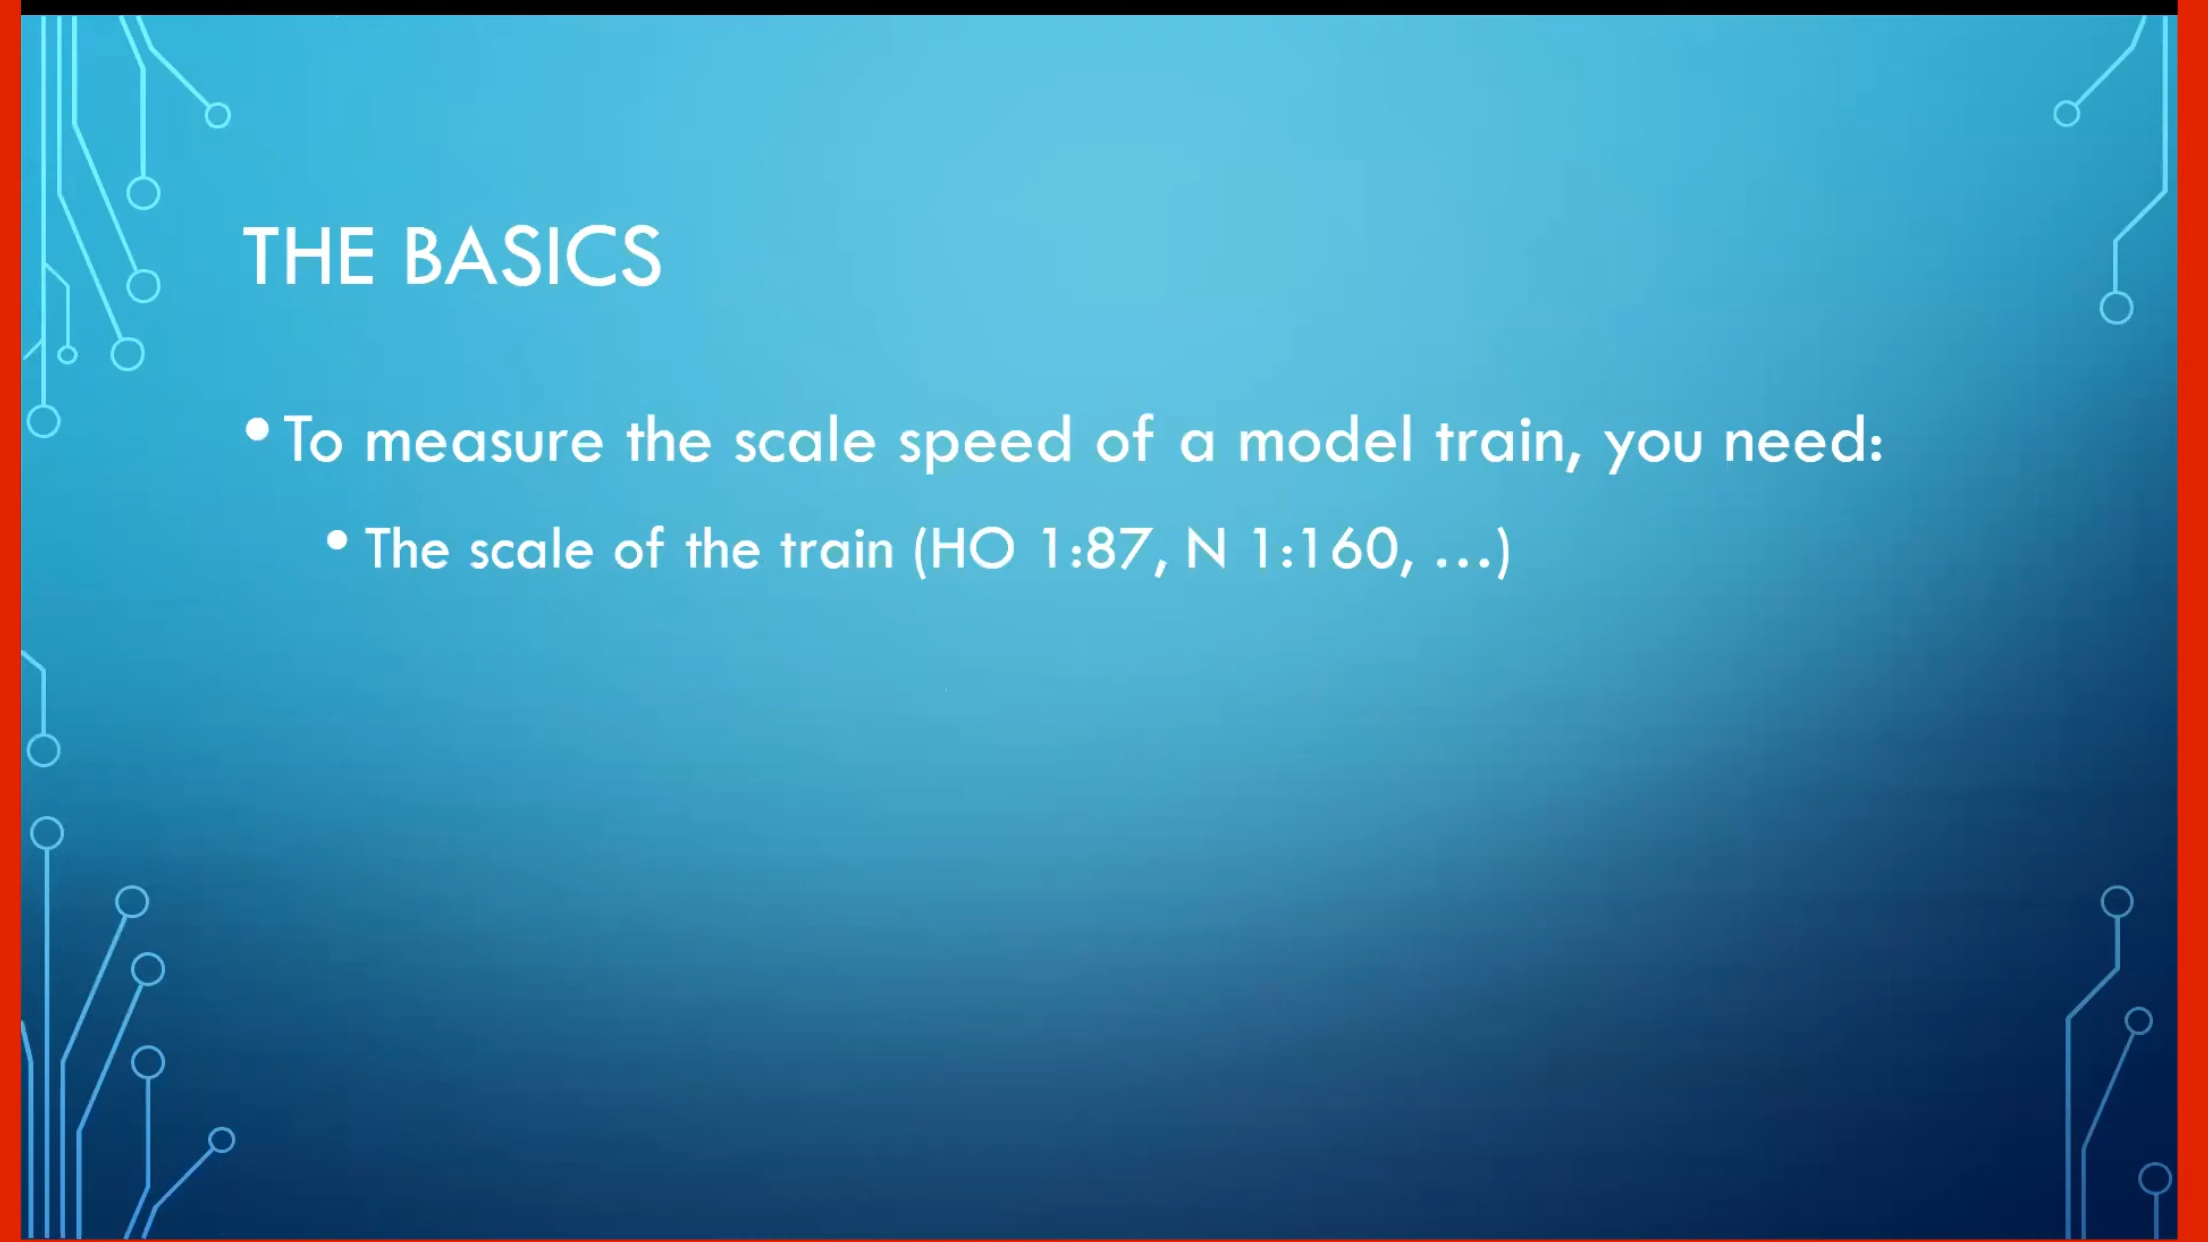 THE BASICS
• To measure the scale speed of a model train, you need:
• The scale of the train (HO 1:87, N 1:160, ...)